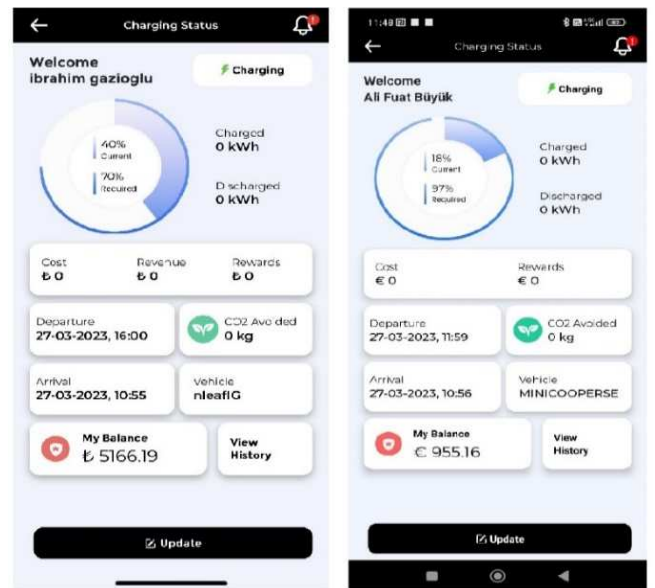 Charging Status
1
Welcome
ibrahim gazioglu
Charging
40%
Current
70%
Required
Charged
0 kWh
Discharged
0 kWh
Cost
₺ 0
Revenue
₺ 0
Rewards
₺ 0
Departure
27-03-2023, 16:00
CO2 Avoided
0 kg
Arrival
27-03-2023, 10:55
Vehicle
nleaflG
My Balance
₺ 5166.19
View
History
Update
11:49
Charging Status
Welcome
Ali Fuat Büyük
Charging
18%
Current
97%
Required
Charged
0 kWh
Discharged
0 kWh
Cost
€ 0
Rewards
€ 0
Departure
27-03-2023, 11:59
CO2 Avoided
0 kg
Arrival
27-03-2023, 10:56
Vehicle
MINICOOPERSE
My Balance
€ 955.16
View
History
Update